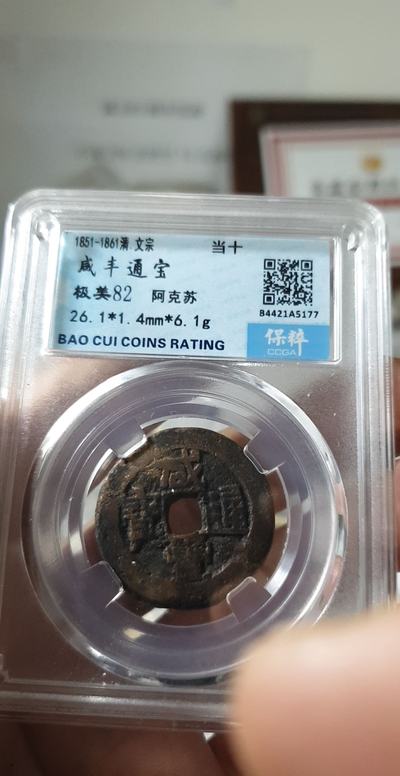 1851-1861清.文宗 当十
咸丰通宝
极美82 阿克苏
26.1*1.4mm*6.1g
B4421A5177
BAO CUI COINS RATING
保粹
CCGA
咸